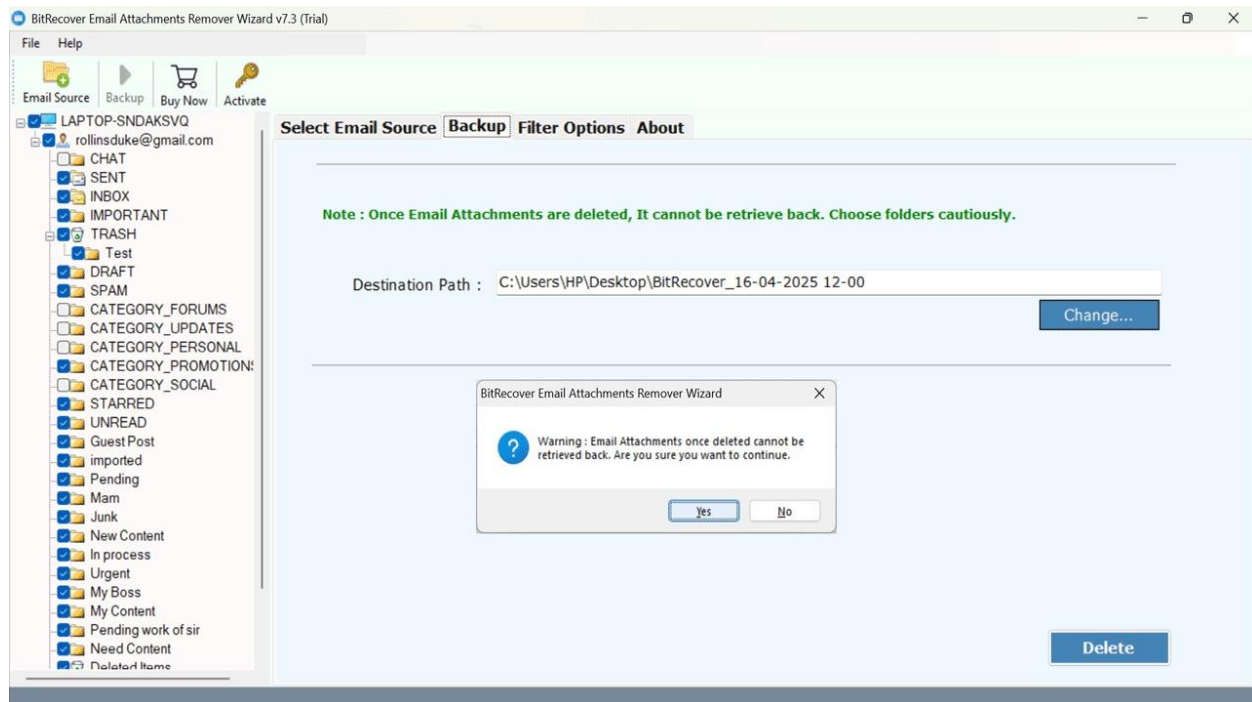 BitRecover Email Attachments Remover Wizard v7.3 (Trial)
File Help
Email Source Backup Buy Now Activate
LAPTOP-SNDAKSVQ
rollinsduke@gmail.com
CHAT
SENT
INBOX
IMPORTANT
TRASH
Test
DRAFT
SPAM
CATEGORY_FORUMS
CATEGORY_UPDATES
CATEGORY_PERSONAL
CATEGORY_PROMOTIONS
CATEGORY_SOCIAL
STARRED
UNREAD
Guest Post
imported
Pending
Mam
Junk
New Content
In process
Urgent
My Boss
My Content
Pending work of sir
Need Content
Deleted Items
Select Email Source Backup Filter Options About
Note : Once Email Attachments are deleted, It cannot be retrieve back. Choose folders cautiously.
Destination Path : C:\Users\HP\Desktop\BitRecover_16-04-2025 12-00
Change...
BitRecover Email Attachments Remover Wizard
Warning : Email Attachments once deleted cannot be
retrieved back. Are you sure you want to continue.
Yes No
Delete